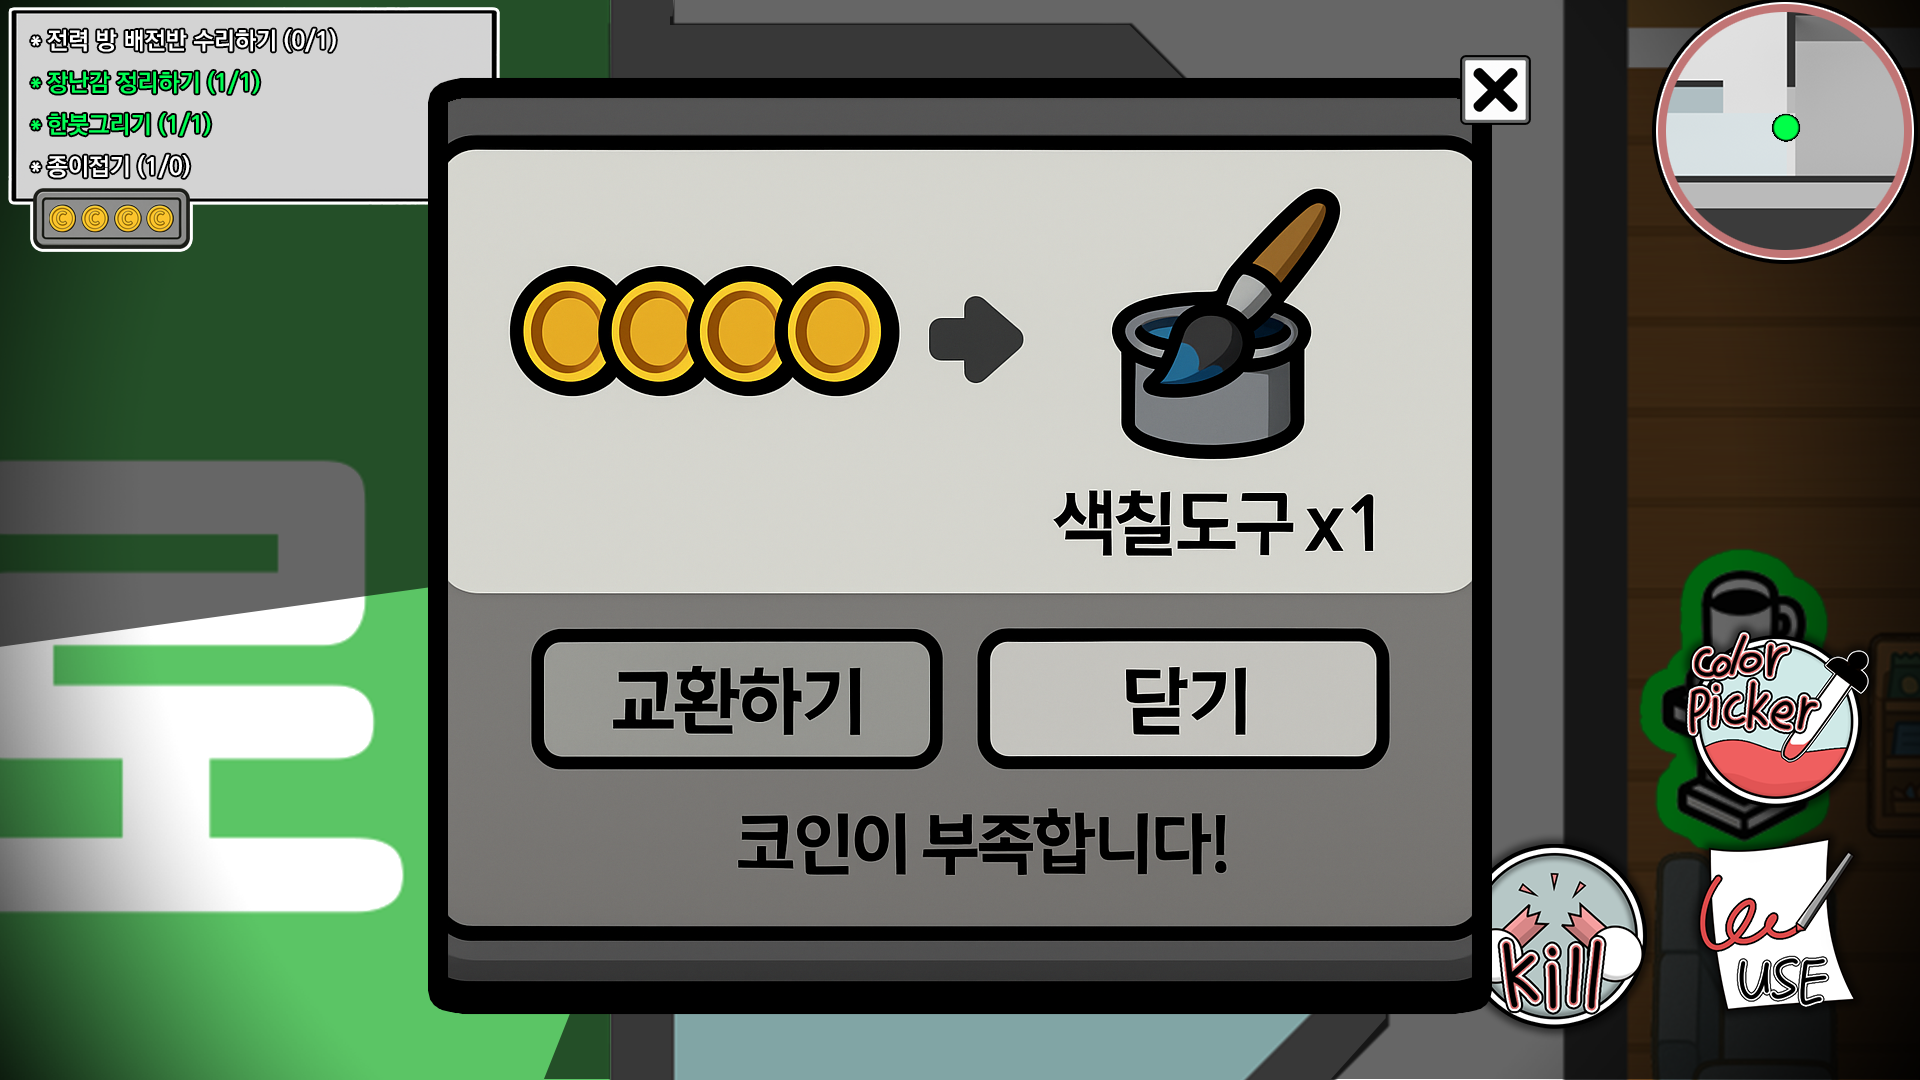 * 전력 방 배전반 수리하기 (0/1)
* 장난감 정리하기 (1/1)
* 한붓그리기 (1/1)
* 종이접기 (1/0)
C C C C
색칠도구 x1
교환하기
닫기
코인이 부족합니다!
color
Picker
kill
USE